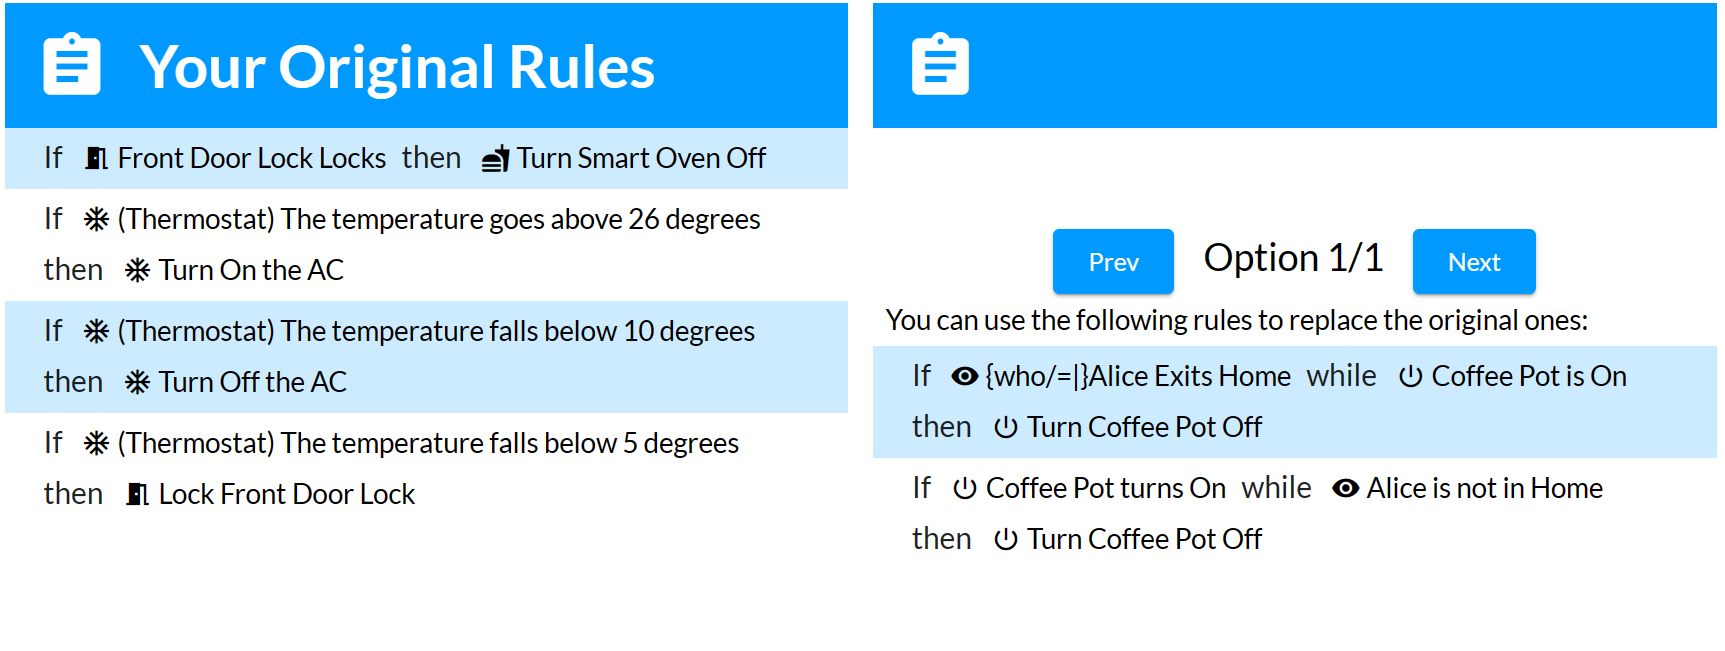 Your Original Rules
If Front Door Lock Locks then Turn Smart Oven Off
If (Thermostat) The temperature goes above 26 degrees
then Turn On the AC
If (Thermostat) The temperature falls below 10 degrees
then Turn Off the AC
If (Thermostat) The temperature falls below 5 degrees
then Lock Front Door Lock
Prev Option 1/1 Next
You can use the following rules to replace the original ones:
If {who/=|}Alice Exits Home while Coffee Pot is On
then Turn Coffee Pot Off
If Coffee Pot turns On while Alice is not in Home
then Turn Coffee Pot Off